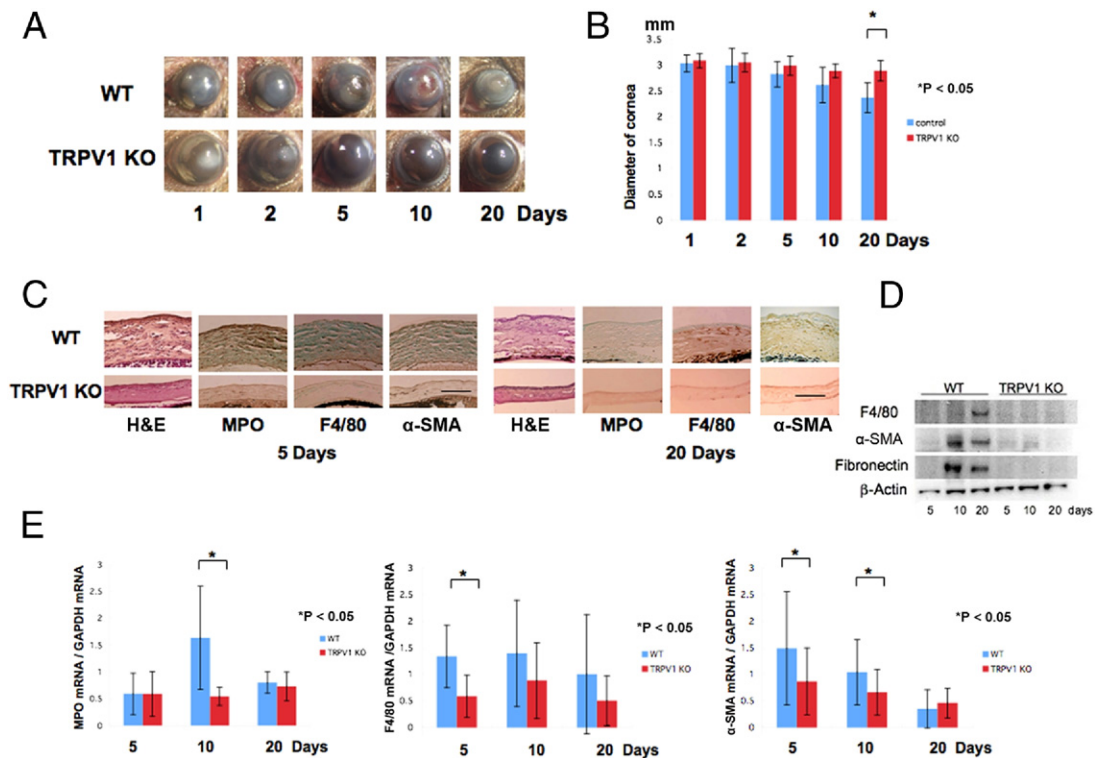 A
WT
TRPV1 KO
1 2 5 10 20 Days
B
mm
*
3.5
3
2.5
2
1.5
1
0.5
0
Diameter of cornea
*P < 0.05
control
TRPV1 KO
1 2 5 10 20 Days
C
WT
TRPV1 KO
H&E MPO F4/80 α-SMA
5 Days
H&E MPO F4/80 α-SMA
20 Days
D
WT TRPV1 KO
F4/80
α-SMA
Fibronectin
β-Actin
5 10 20 5 10 20 days
E
MPO mRNA / GAPDH mRNA
3
2.5
2
1.5
1
0.5
0
*
*P < 0.05
WT
TRPV1 KO
5 10 20 Days
F4/80 mRNA /GAPDH mRNA
3
2.5
2
1.5
1
0.5
0
*
*P < 0.05
WT
TRPV1 KO
5 10 20 Days
α-SMA mRNA / GAPDH mRNA
3
2.5
2
1.5
1
0.5
0
*
*
*P < 0.05
WT
TRPV1 KO
5 10 20 Days